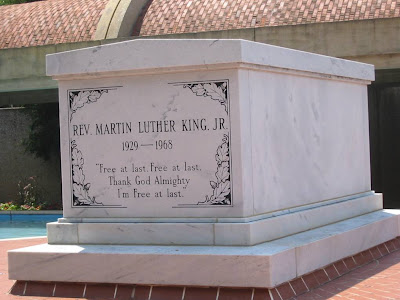 REV. MARTIN LUTHER KING, JR.
1929—1968
"Free at last, Free at last,
Thank God Almighty
I'm Free at last."